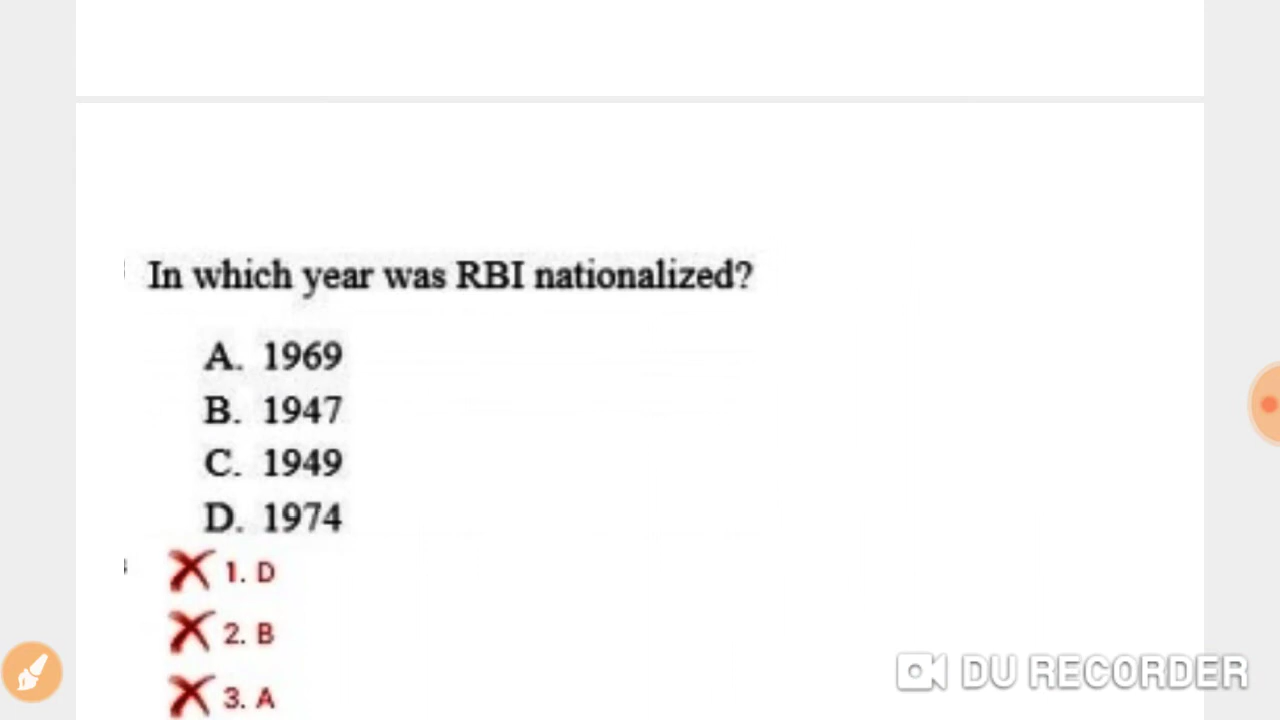 In which year was RBI nationalized?
A. 1969
B. 1947
C. 1949
D. 1974
1. D
2. B
3. A
DU RECORDER